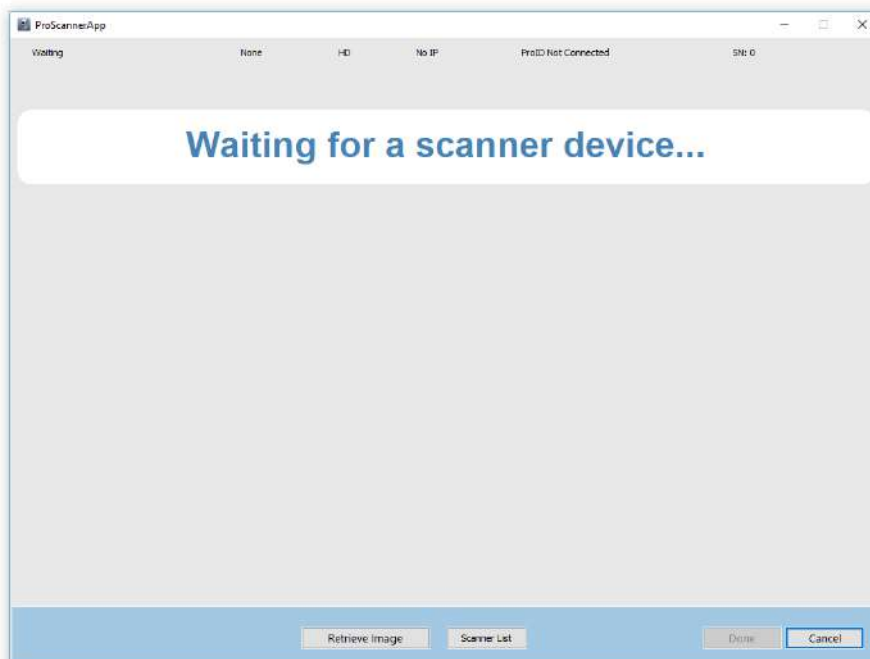 ProScannerApp
Waiting None HD No IP ProID Not Connected SN: 0
Waiting for a scanner device...
Retrieve Image Scanner List Done Cancel